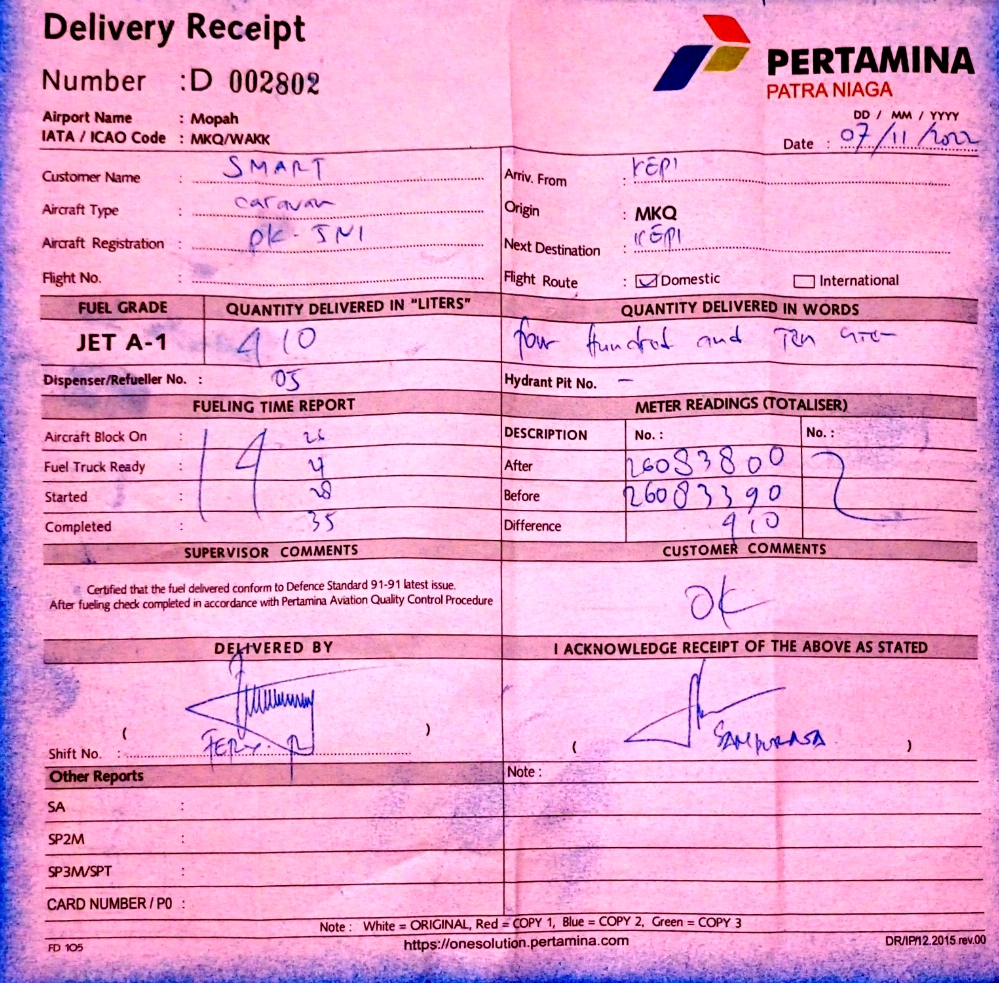 Delivery Receipt
Number :D 002802
PERTAMINA
PATRA NIAGA
Airport Name : Mopah
IATA / ICAO Code : MKQ/WAKK
DD / MM / YYYY
Date : 07/11/2022
Customer Name : SMART
Arriv. From : KEPI
Aircraft Type : caravan
Origin : MKQ
Aircraft Registration : PK-SNI
Next Destination : KEPI
Flight No. :
Flight Route : Domestic International
FUEL GRADE QUANTITY DELIVERED IN "LITERS" QUANTITY DELIVERED IN WORDS
JET A-1 410 four Hundred and Ten
Dispenser/Refueller No. : 05 Hydrant Pit No. –
FUELING TIME REPORT METER READINGS (TOTALISER)
Aircraft Block On : 14 26
DESCRIPTION No. : No. :
Fuel Truck Ready :
After 26083800
Started : 28
Before 26083390
Completed : 35
Difference 410
SUPERVISOR COMMENTS CUSTOMER COMMENTS
Certified that the fuel delivered conform to Defence Standard 91-91 latest issue.
After fueling check completed in accordance with Pertamina Aviation Quality Control Procedure
OK
DELIVERED BY I ACKNOWLEDGE RECEIPT OF THE ABOVE AS STATED
( FERY. R )
( SAMPURASA )
Shift No. :
Other Reports Note :
SA :
SP2M :
SP3M/SPT :
CARD NUMBER / P0 :
Note : White = ORIGINAL, Red = COPY 1, Blue = COPY 2, Green = COPY 3
FD 105 https://onesolution.pertamina.com DR/IP/12.2015 rev.00